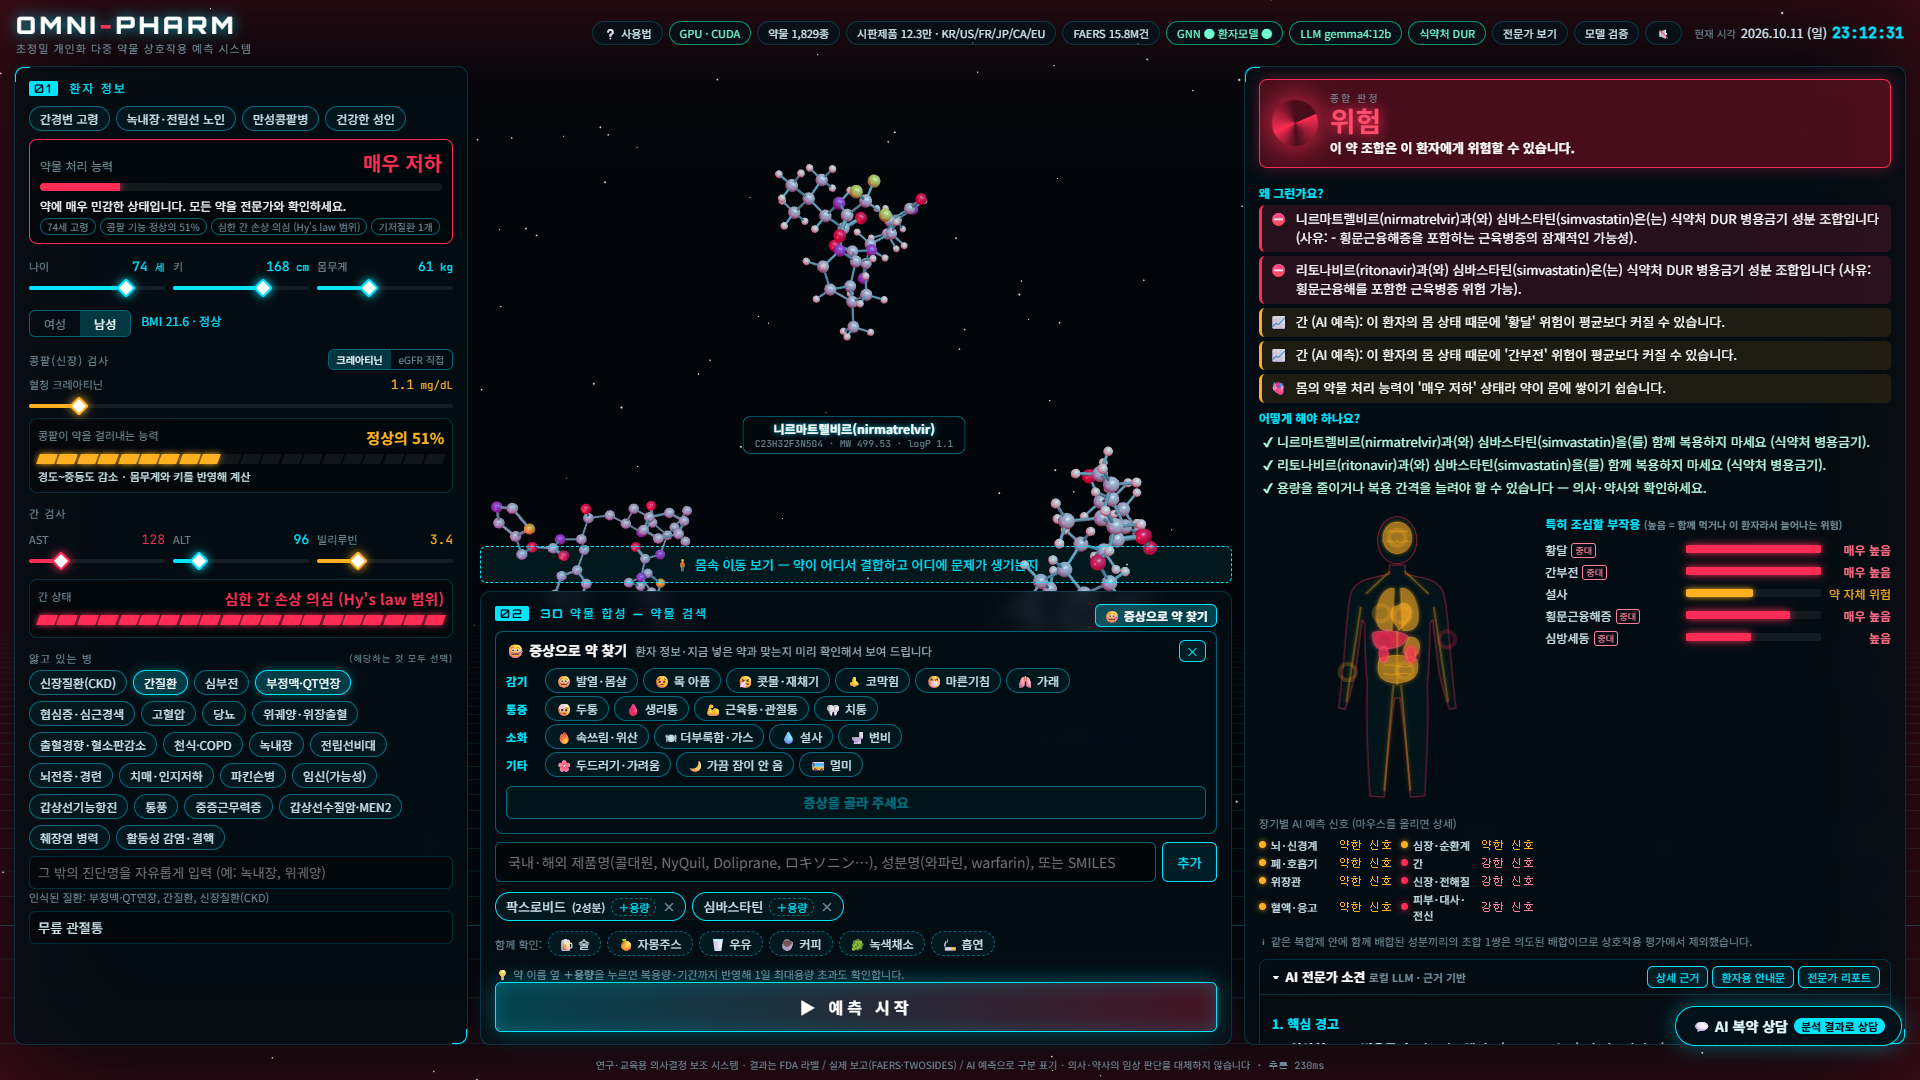 OMNI-PHARM
초정밀 개인화 다중 약물 상호작용 예측 시스템
? 사용법
GPU · CUDA
약물 1,829종
시판제품 12.3만 · KR/US/FR/JP/CA/EU
FAERS 15.8M건
GNN 환자모델
LLM gemma4:12b
식약처 DUR
전문가 보기
모델 검증
현재 시각 2026.10.11 (일) 23:12:31
01 환자 정보
간경변 고령
녹내장·전립선 노인
만성콩팥병
건강한 성인
약물 처리 능력
매우 저하
약에 매우 민감한 상태입니다. 모든 약을 전문가와 확인하세요.
74세 고령
콩팥 기능 정상의 51%
심한 간 손상 의심 (Hy's law 범위)
기저질환 1개
나이 74 세
키 168 cm
몸무게 61 kg
여성
남성
BMI 21.6 · 정상
콩팥(신장) 검사
크레아티닌
eGFR 직접
혈청 크레아티닌
1.1 mg/dL
콩팥이 약을 걸러내는 능력
정상의 51%
경도~중등도 감소 · 몸무게와 키를 반영해 계산
간 검사
AST 128
ALT 96
빌리루빈 3.4
간 상태
심한 간 손상 의심 (Hy's law 범위)
앓고 있는 병
(해당하는 것 모두 선택)
신장질환(CKD)
간질환
심부전
부정맥·QT연장
협심증·심근경색
고혈압
당뇨
위궤양·위장출혈
출혈경향·혈소판감소
천식·COPD
녹내장
전립선비대
뇌전증·경련
치매·인지저하
파킨슨병
임신(가능성)
갑상선기능항진
통풍
중증근무력증
갑상선수질암·MEN2
췌장염 병력
활동성 감염·결핵
그 밖의 진단명을 자유롭게 입력 (예: 녹내장, 위궤양)
인식된 질환: 부정맥·QT연장, 간질환, 신장질환(CKD)
무릎 관절통
니르마트렐비르(nirmatrelvir)
C23H32F3N5O4 · MW 499.53 · logP 1.1
몸속 이동 보기 — 약이 어디서 결합하고 어디에 문제가 생기는지
02 3D 약물 합성 — 약물 검색
증상으로 약 찾기
증상으로 약 찾기 환자 정보·지금 넣은 약과 맞는지 미리 확인해서 보여 드립니다
감기
발열·몸살
목 아픔
콧물·재채기
코막힘
마른기침
가래
통증
두통
생리통
근육통·관절통
치통
소화
속쓰림·위산
더부룩함·가스
설사
변비
기타
두드러기·가려움
가끔 잠이 안 옴
멀미
증상을 골라 주세요
국내·해외 제품명(콜대원, NyQuil, Doliprane, ロキソニン…), 성분명(와파린, warfarin), 또는 SMILES
추가
팍스로비드 (2성분) +용량 ×
심바스타틴 +용량 ×
함께 확인:
술
자몽주스
우유
커피
녹색채소
흡연
약 이름 옆 +용량을 누르면 복용량·기간까지 반영해 1일 최대용량 초과도 확인합니다.
▶ 예측 시작
종합 판정
위험
이 약 조합은 이 환자에게 위험할 수 있습니다.
왜 그런가요?
니르마트렐비르(nirmatrelvir)과(와) 심바스타틴(simvastatin)은(는) 식약처 DUR 병용금기 성분 조합입니다
(사유: - 횡문근융해증을 포함하는 근육병증의 잠재적인 가능성).
리토나비르(ritonavir)과(와) 심바스타틴(simvastatin)은(는) 식약처 DUR 병용금기 성분 조합입니다 (사유:
횡문근융해를 포함한 근육병증 위험 가능).
간 (AI 예측): 이 환자의 몸 상태 때문에 '황달' 위험이 평균보다 커질 수 있습니다.
간 (AI 예측): 이 환자의 몸 상태 때문에 '간부전' 위험이 평균보다 커질 수 있습니다.
몸의 약물 처리 능력이 '매우 저하' 상태라 약이 몸에 쌓이기 쉽습니다.
어떻게 해야 하나요?
✓ 니르마트렐비르(nirmatrelvir)과(와) 심바스타틴(simvastatin)을(를) 함께 복용하지 마세요 (식약처 병용금기).
✓ 리토나비르(ritonavir)과(와) 심바스타틴(simvastatin)을(를) 함께 복용하지 마세요 (식약처 병용금기).
✓ 용량을 줄이거나 복용 간격을 늘려야 할 수 있습니다 — 의사·약사와 확인하세요.
특히 조심할 부작용 (높음 = 함께 먹거나 이 환자라서 늘어나는 위험)
황달 중대 매우 높음
간부전 중대 매우 높음
설사 약 자체 위험
횡문근융해증 중대 매우 높음
심방세동 중대 높음
장기별 AI 예측 신호 (마우스를 올리면 상세)
뇌·신경계 약한 신호
심장·순환계 약한 신호
폐·호흡기 약한 신호
간 강한 신호
위장관 약한 신호
신장·전해질 강한 신호
혈액·응고 약한 신호
피부·대사·전신 강한 신호
같은 복합제 안에 함께 배합된 성분끼리의 조합 1쌍은 의도된 배합이므로 상호작용 평가에서 제외했습니다.
AI 전문가 소견 로컬 LLM · 근거 기반
상세 근거
환자용 안내문
전문가 리포트
1. 핵심 경고
AI 복약 상담 분석 결과로 상담
연구·교육용 의사결정 보조 시스템 · 결과는 FDA 라벨 / 실제 보고(FAERS·TWOSIDES) / AI 예측으로 구분 표기 · 의사·약사의 임상 판단을 대체하지 않습니다 · 추론 230ms